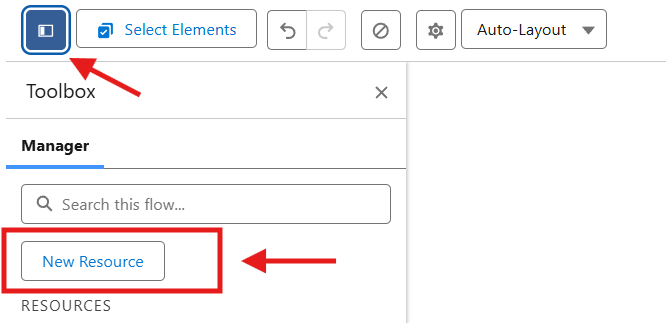 Select Elements
Auto-Layout
Toolbox
Manager
Search this flow...
New Resource
RESOURCES